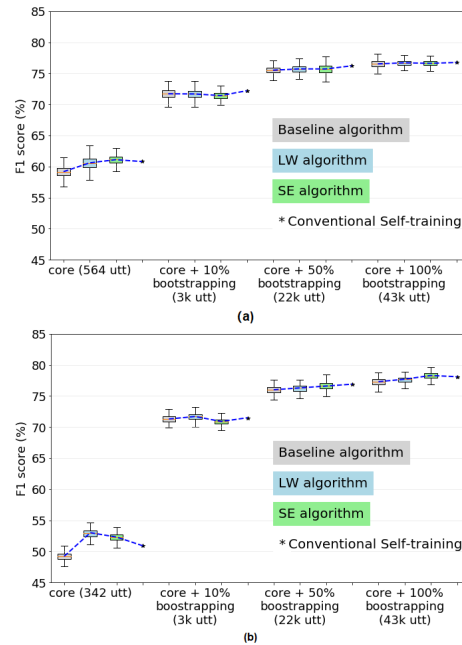 85
80
75
70
65
60
55
50
45
F1 score (%)
Baseline algorithm
LW algorithm
SE algorithm
* Conventional Self-training
core (564 utt)
core + 10%
bootstrapping
(3k utt)
core + 50%
bootstrapping
(22k utt)
core + 100%
bootstrapping
(43k utt)
(a)
85
80
75
70
65
60
55
50
45
F1 score (%)
Baseline algorithm
LW algorithm
SE algorithm
* Conventional Self-training
core (342 utt)
core + 10%
boostrapping
(3k utt)
core + 50%
boostrapping
(22k utt)
core + 100%
boostrapping
(43k utt)
(b)